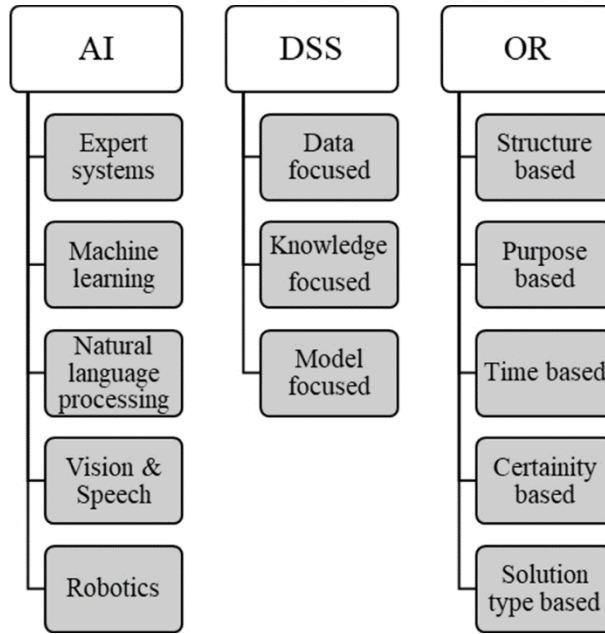 AI
Expert
systems
Machine
learning
Natural
language
processing
Vision &
Speech
Robotics
DSS
Data
focused
Knowledge
focused
Model
focused
OR
Structure
based
Purpose
based
Time based
Certainity
based
Solution
type based